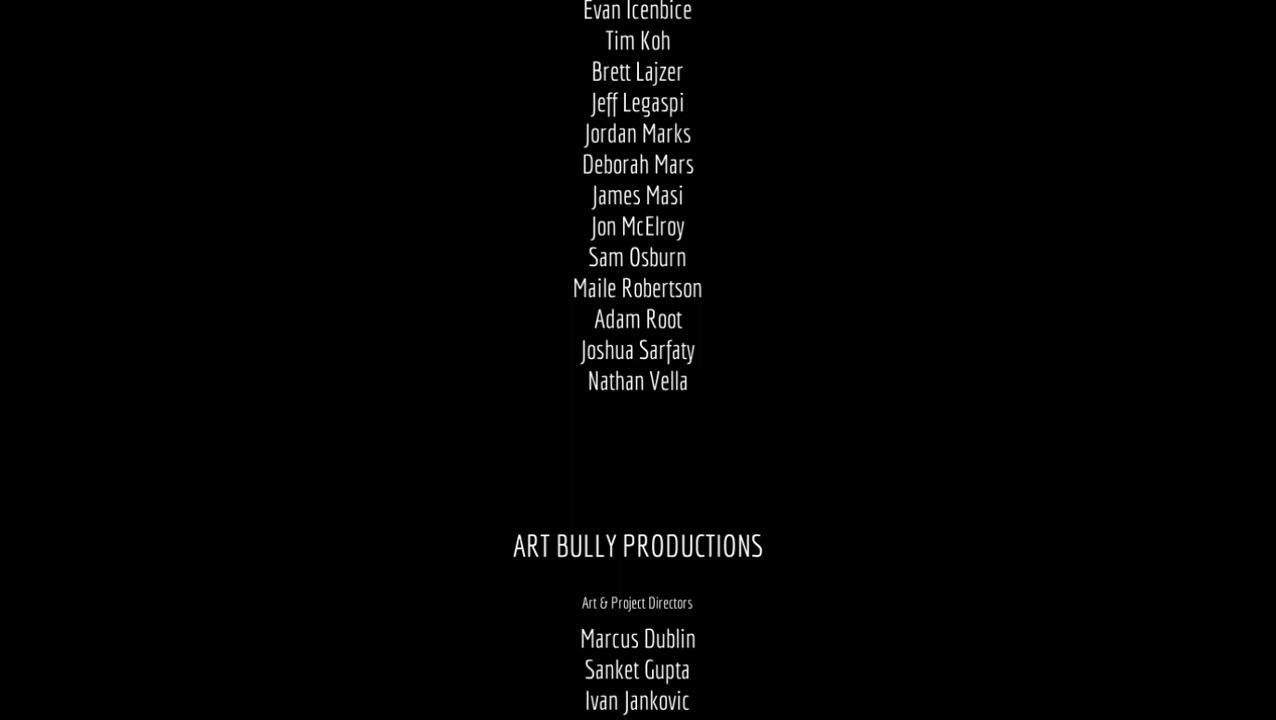 Evan Icenbice
Tim Koh
Brett Lajzer
Jeff Legaspi
Jordan Marks
Deborah Mars
James Masi
Jon McElroy
Sam Osburn
Maile Robertson
Adam Root
Joshua Sarfaty
Nathan Vella
ART BULLY PRODUCTIONS
Art & Project Directors
Marcus Dublin
Sanket Gupta
Ivan Jankovic